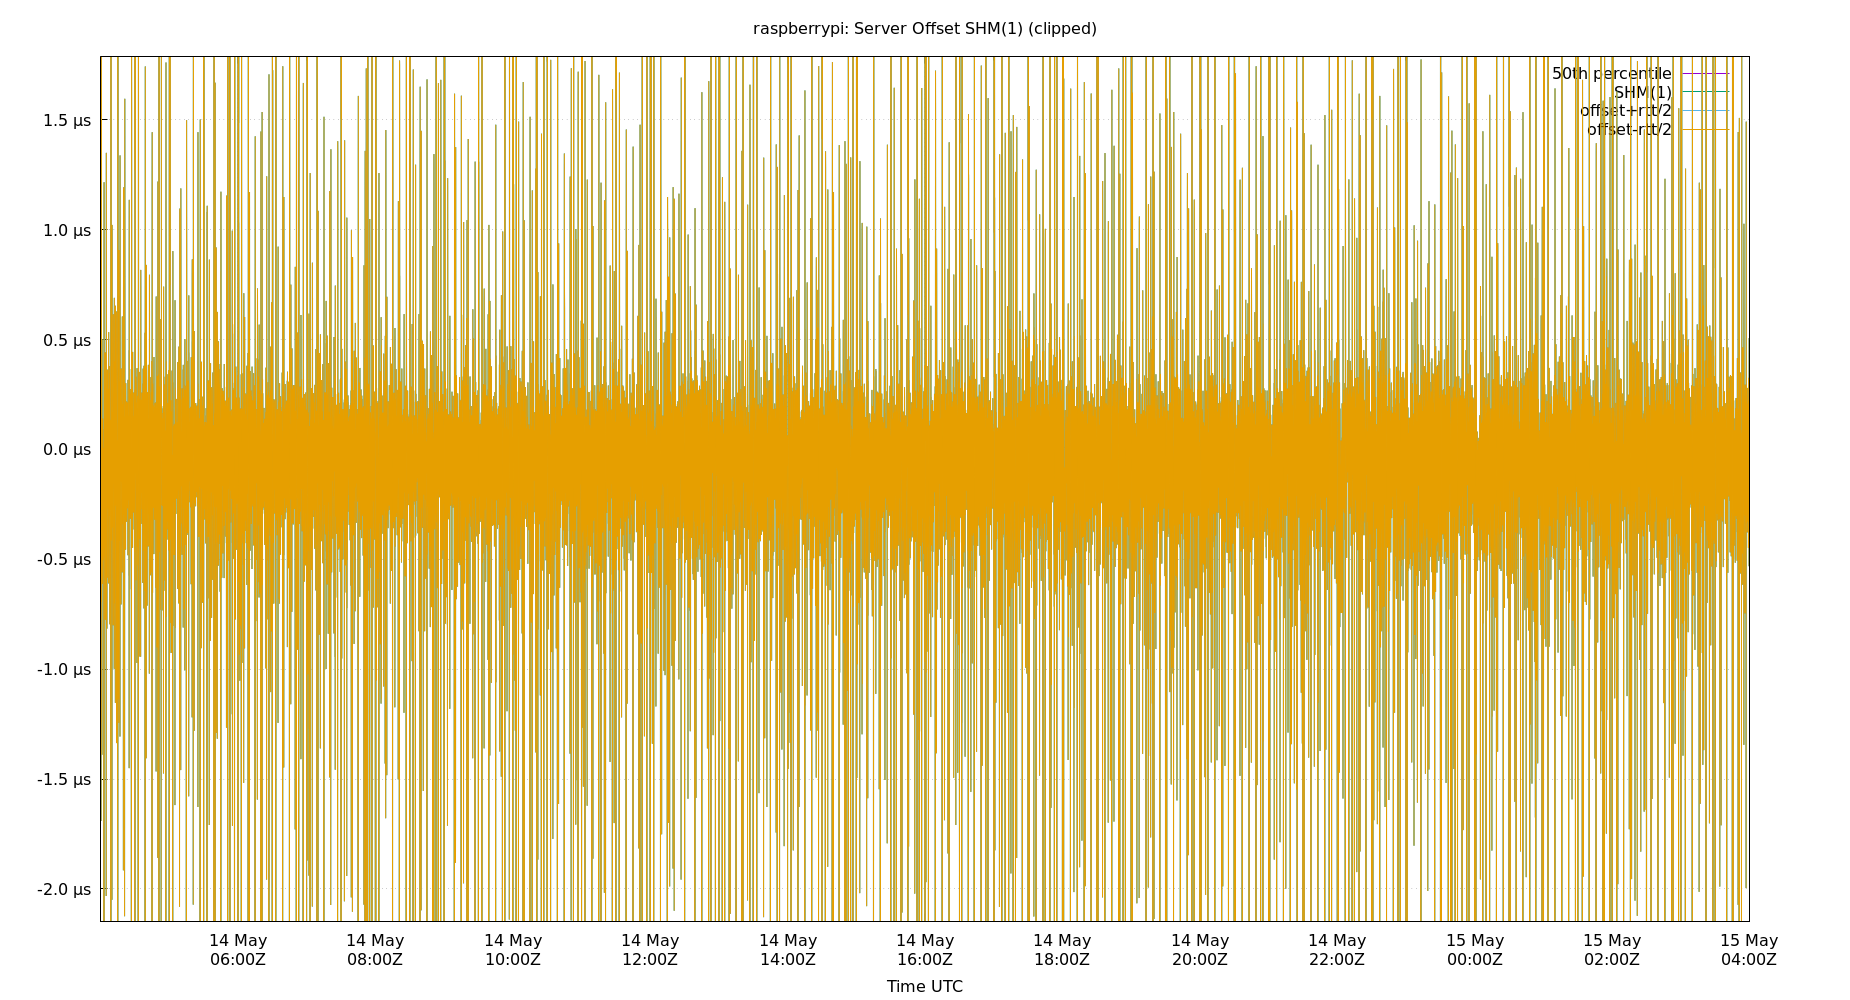 raspberrypi: Server Offset SHM(1) (clipped)
50th percentile
SHM(1)
offset+rtt/2
offset-rtt/2
1.5 µs
1.0 µs
0.5 µs
0.0 µs
-0.5 µs
-1.0 µs
-1.5 µs
-2.0 µs
14 May 14 May 14 May 14 May 14 May 14 May 14 May 14 May 14 May 15 May 15 May 15 May
06:00Z 08:00Z 10:00Z 12:00Z 14:00Z 16:00Z 18:00Z 20:00Z 22:00Z 00:00Z 02:00Z 04:00Z
Time UTC